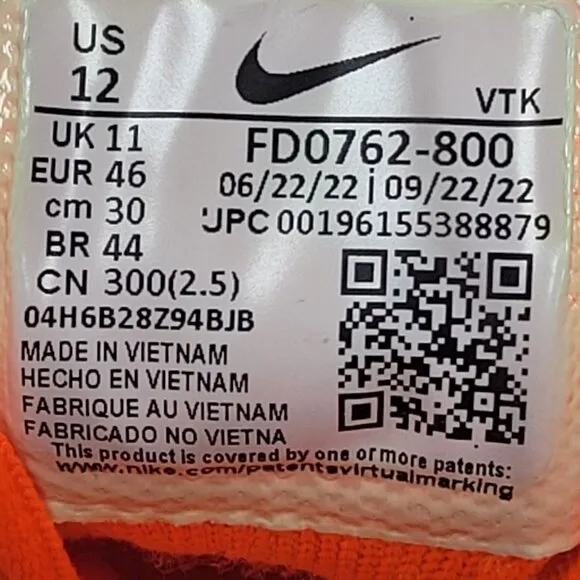 US
12
VTK
UK 11
EUR 46
cm 30
BR 44
CN 300(2.5)
FD0762-800
06/22/22 | 09/22/22
UPC 00196155388879
04H6B28Z94BJB
MADE IN VIETNAM
HECHO EN VIETNAM
FABRIQUE AU VIETNAM
FABRICADO NO VIETNA
This product is covered by one or more patents:
www.nike.com/patentsvirtualmarking